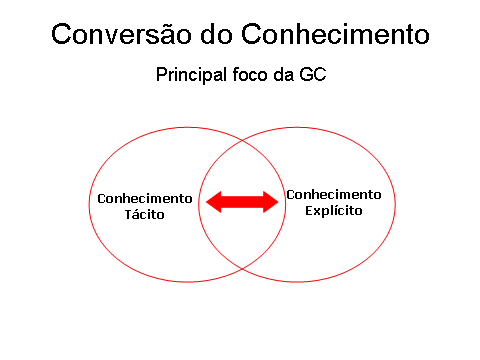 Conversão do Conhecimento
Principal foco da GC
Conhecimento
Tácito
Conhecimento
Explícito